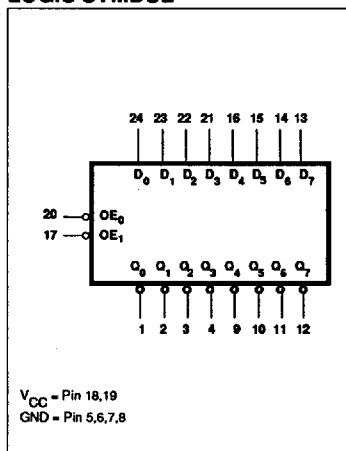 LOGIC SYMBOL
24 23 22 21 16 15 14 13
D0 D1 D2 D3 D4 D5 D6 D7
20 OE0
17 OE1
Q0 Q1 Q2 Q3 Q4 Q5 Q6 Q7
1 2 3 4 9 10 11 12
VCC = Pin 18,19
GND = Pin 5,6,7,8